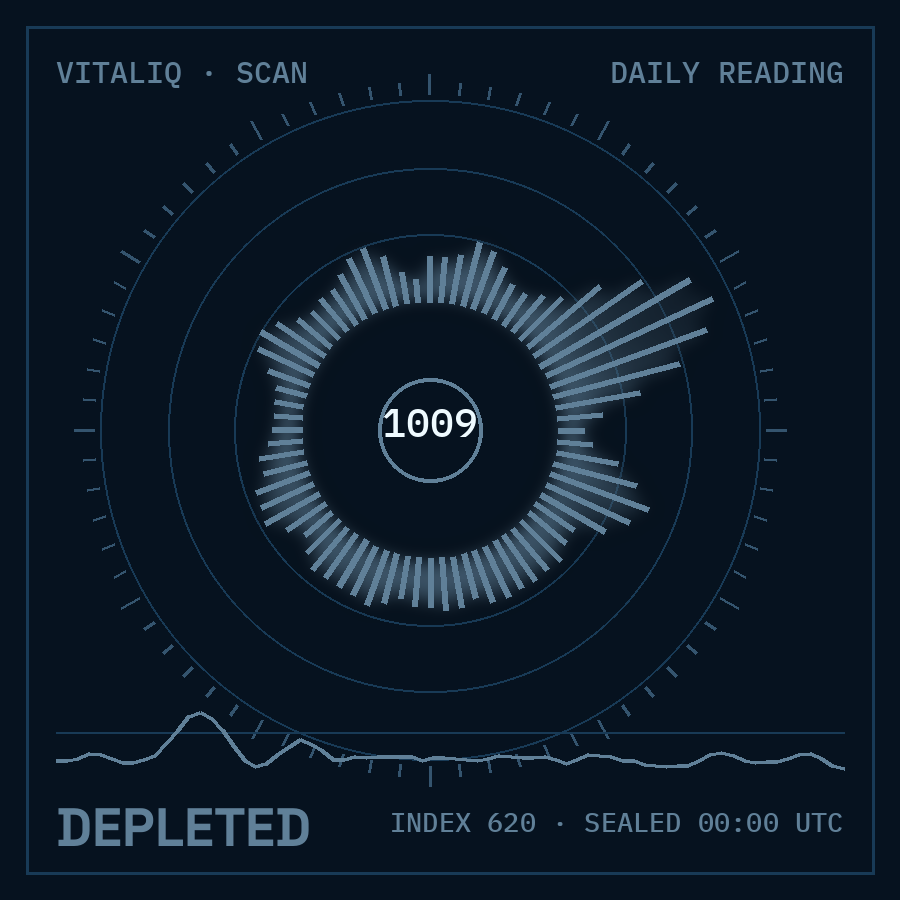 VITALIQ · SCAN
DAILY READING
1009
DEPLETED
INDEX 620 · SEALED 00:00 UTC